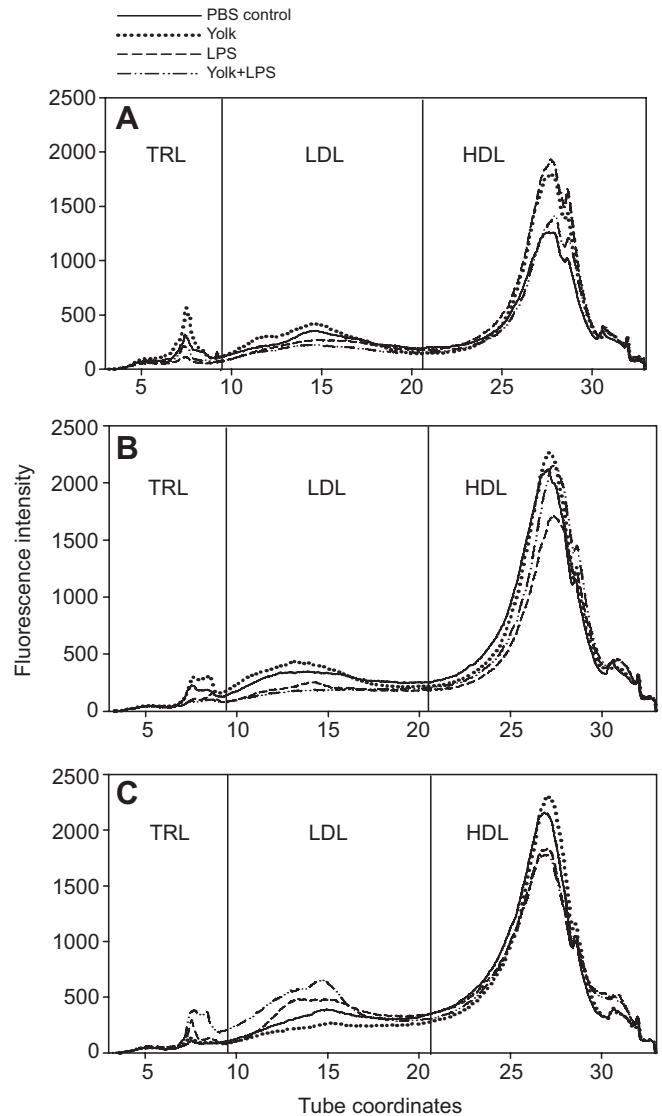 PBS control
Yolk
LPS
Yolk+LPS
2500
2000
1500
1000
500
0
A
TRL
LDL
HDL
5
10
15
20
25
30
Fluorescence intensity
2500
2000
1500
1000
500
0
B
TRL
LDL
HDL
5
10
15
20
25
30
2500
2000
1500
1000
500
0
C
TRL
LDL
HDL
5
10
15
20
25
30
Tube coordinates